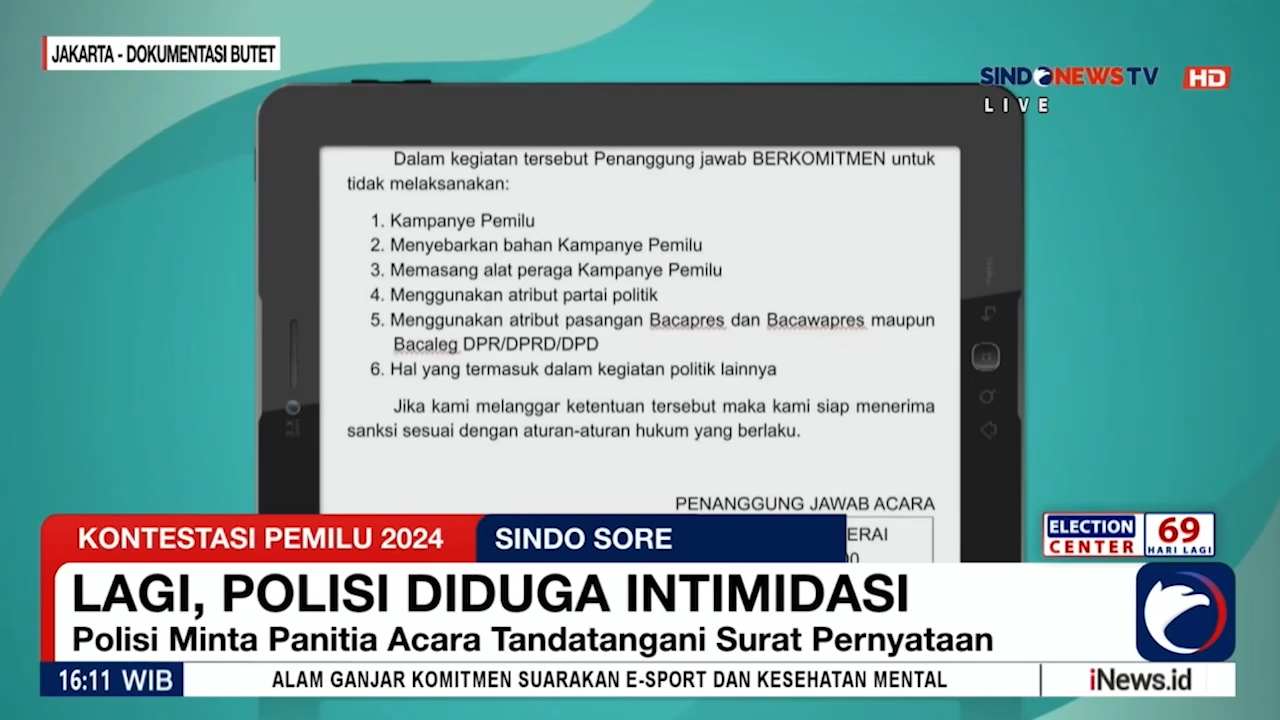 JAKARTA - DOKUMENTASI BUTET
SINDONEWS TV HD
LIVE
Dalam kegiatan tersebut Penanggung jawab BERKOMITMEN untuk
tidak melaksanakan:
1. Kampanye Pemilu
2. Menyebarkan bahan Kampanye Pemilu
3. Memasang alat peraga Kampanye Pemilu
4. Menggunakan atribut partai politik
5. Menggunakan atribut pasangan Bacapres dan Bacawapres maupun
Bacaleg DPR/DPRD/DPD
6. Hal yang termasuk dalam kegiatan politik lainnya
Jika kami melanggar ketentuan tersebut maka kami siap menerima
sanksi sesuai dengan aturan-aturan hukum yang berlaku.
PENANGGUNG JAWAB ACARA
KONTESTASI PEMILU 2024
SINDO SORE
ELECTION CENTER
69
HARI LAGI
LAGI, POLISI DIDUGA INTIMIDASI
Polisi Minta Panitia Acara Tandatangani Surat Pernyataan
16:11 WIB
ALAM GANJAR KOMITMEN SUARAKAN E-SPORT DAN KESEHATAN MENTAL
iNews.id